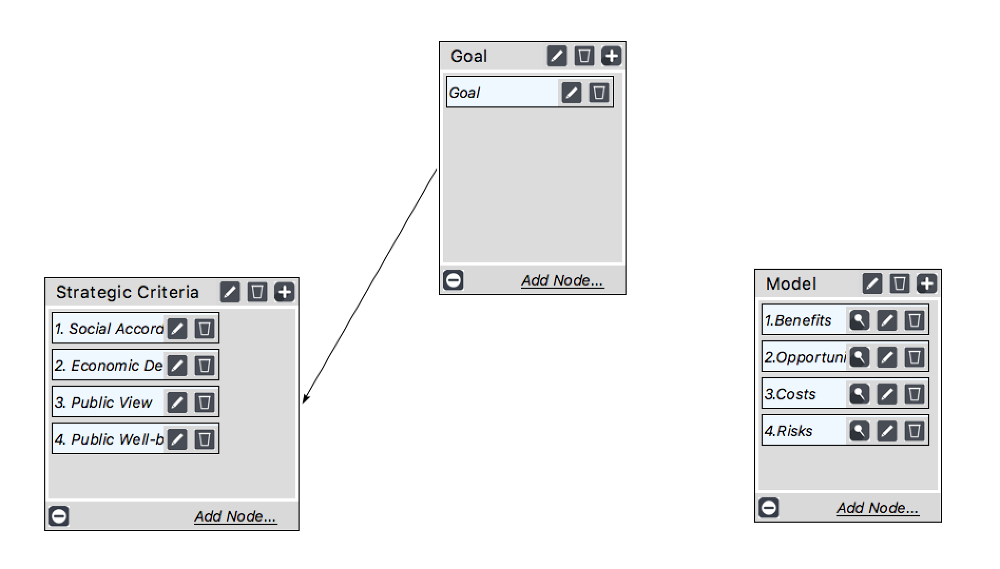 Goal
Goal
Add Node...
Strategic Criteria
1. Social Accord
2. Economic De
3. Public View
4. Public Well-b
Add Node...
Model
1.Benefits
2.Opportuni
3.Costs
4.Risks
Add Node...